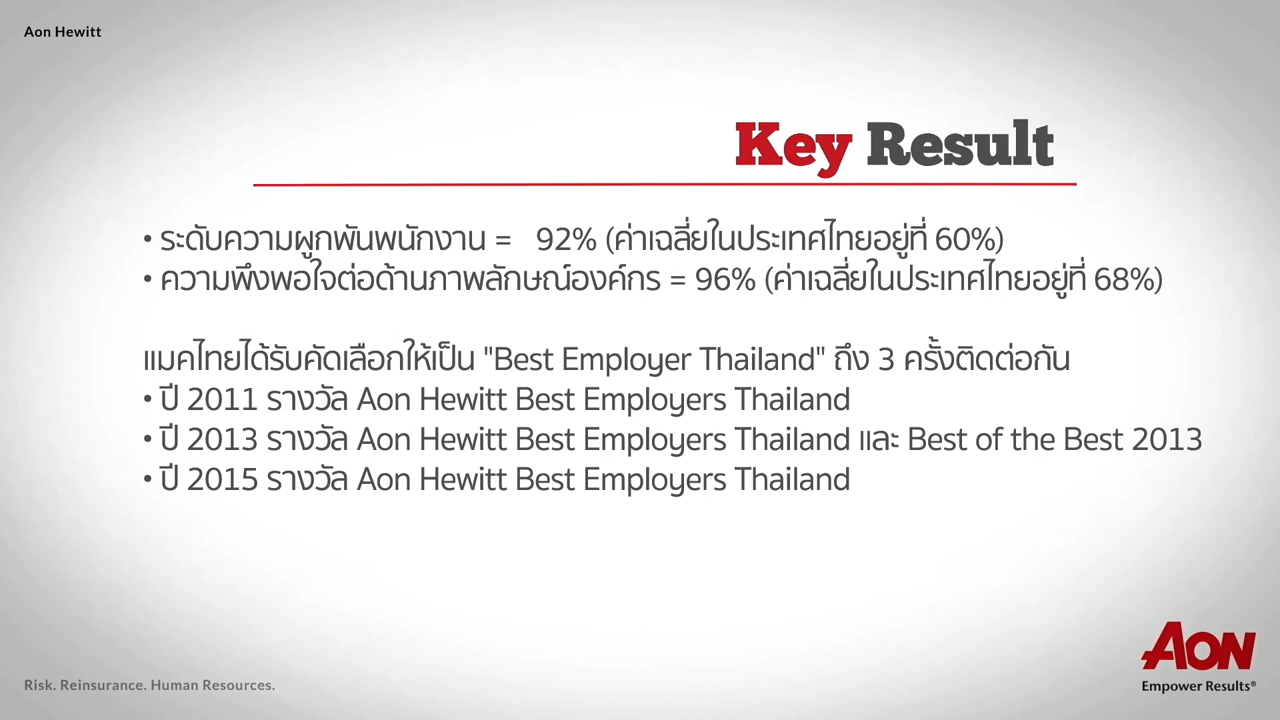 Aon Hewitt
Key Result
• ระดับความผูกพันพนักงาน = 92% (ค่าเฉลี่ยในประเทศไทยอยู่ที่ 60%)
• ความพึงพอใจต่อด้านภาพลักษณ์องค์กร = 96% (ค่าเฉลี่ยในประเทศไทยอยู่ที่ 68%)
แมคไทยได้รับคัดเลือกให้เป็น "Best Employer Thailand" ถึง 3 ครั้งติดต่อกัน
• ปี 2011 รางวัล Aon Hewitt Best Employers Thailand
• ปี 2013 รางวัล Aon Hewitt Best Employers Thailand และ Best of the Best 2013
• ปี 2015 รางวัล Aon Hewitt Best Employers Thailand
AON
Empower Results®
Risk. Reinsurance. Human Resources.